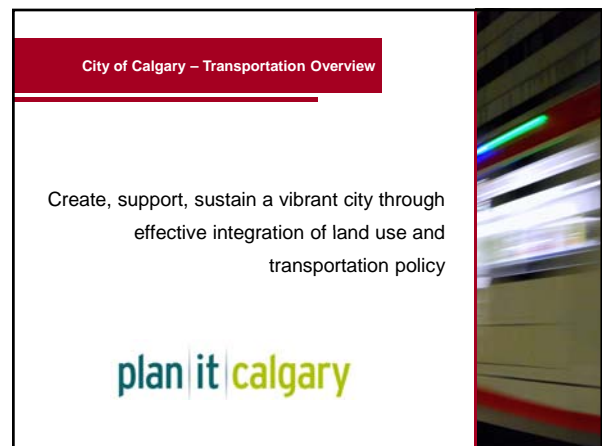 City of Calgary – Transportation Overview
Create, support, sustain a vibrant city through
effective integration of land use and
transportation policy
plan|it|calgary